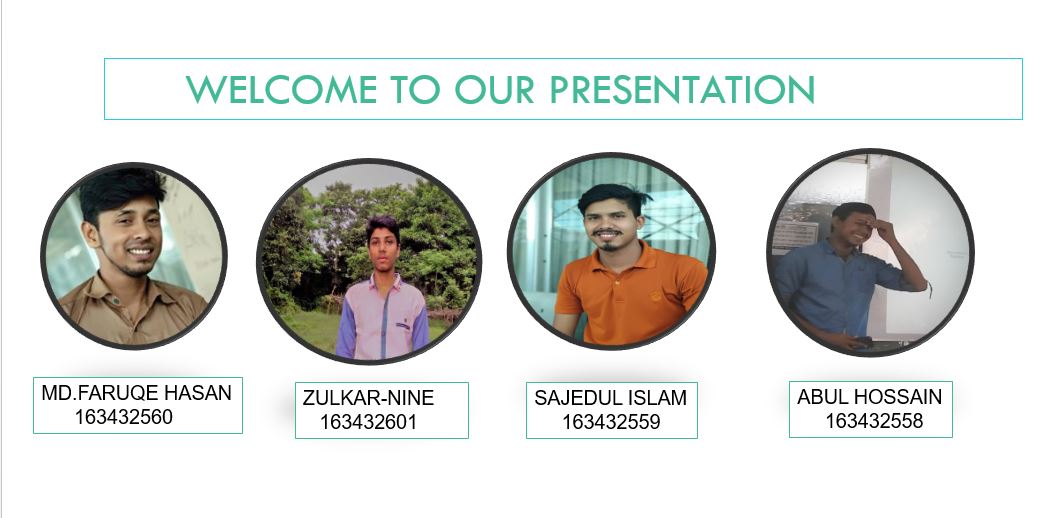 WELCOME TO OUR PRESENTATION
MD.FARUQE HASAN
163432560
ZULKAR-NINE
163432601
SAJEDUL ISLAM
163432559
ABUL HOSSAIN
163432558